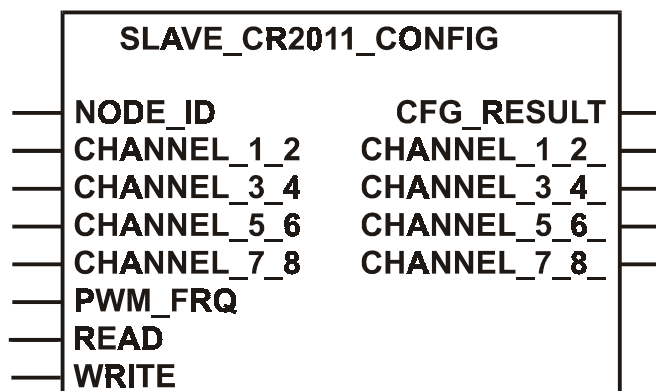 SLAVE_CR2011_CONFIG
NODE_ID CFG_RESULT
CHANNEL_1_2 CHANNEL_1_2_
CHANNEL_3_4 CHANNEL_3_4_
CHANNEL_5_6 CHANNEL_5_6_
CHANNEL_7_8 CHANNEL_7_8_
PWM_FRQ
READ
WRITE